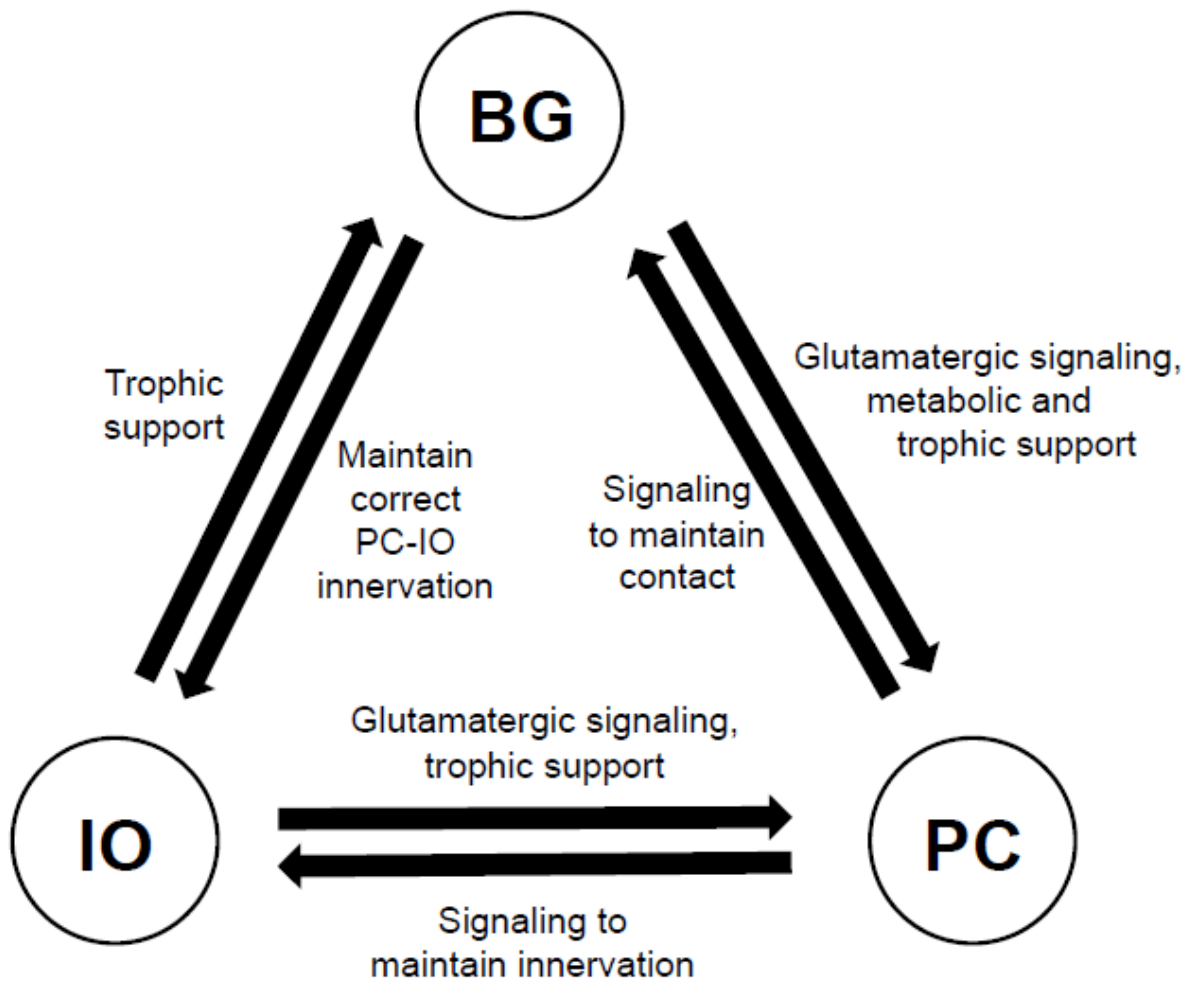 BG
Trophic
support
Maintain
correct
PC-IO
innervation
Signaling
to maintain
contact
Glutamatergic signaling,
metabolic and
trophic support
Glutamatergic signaling,
trophic support
IO
PC
Signaling to
maintain innervation